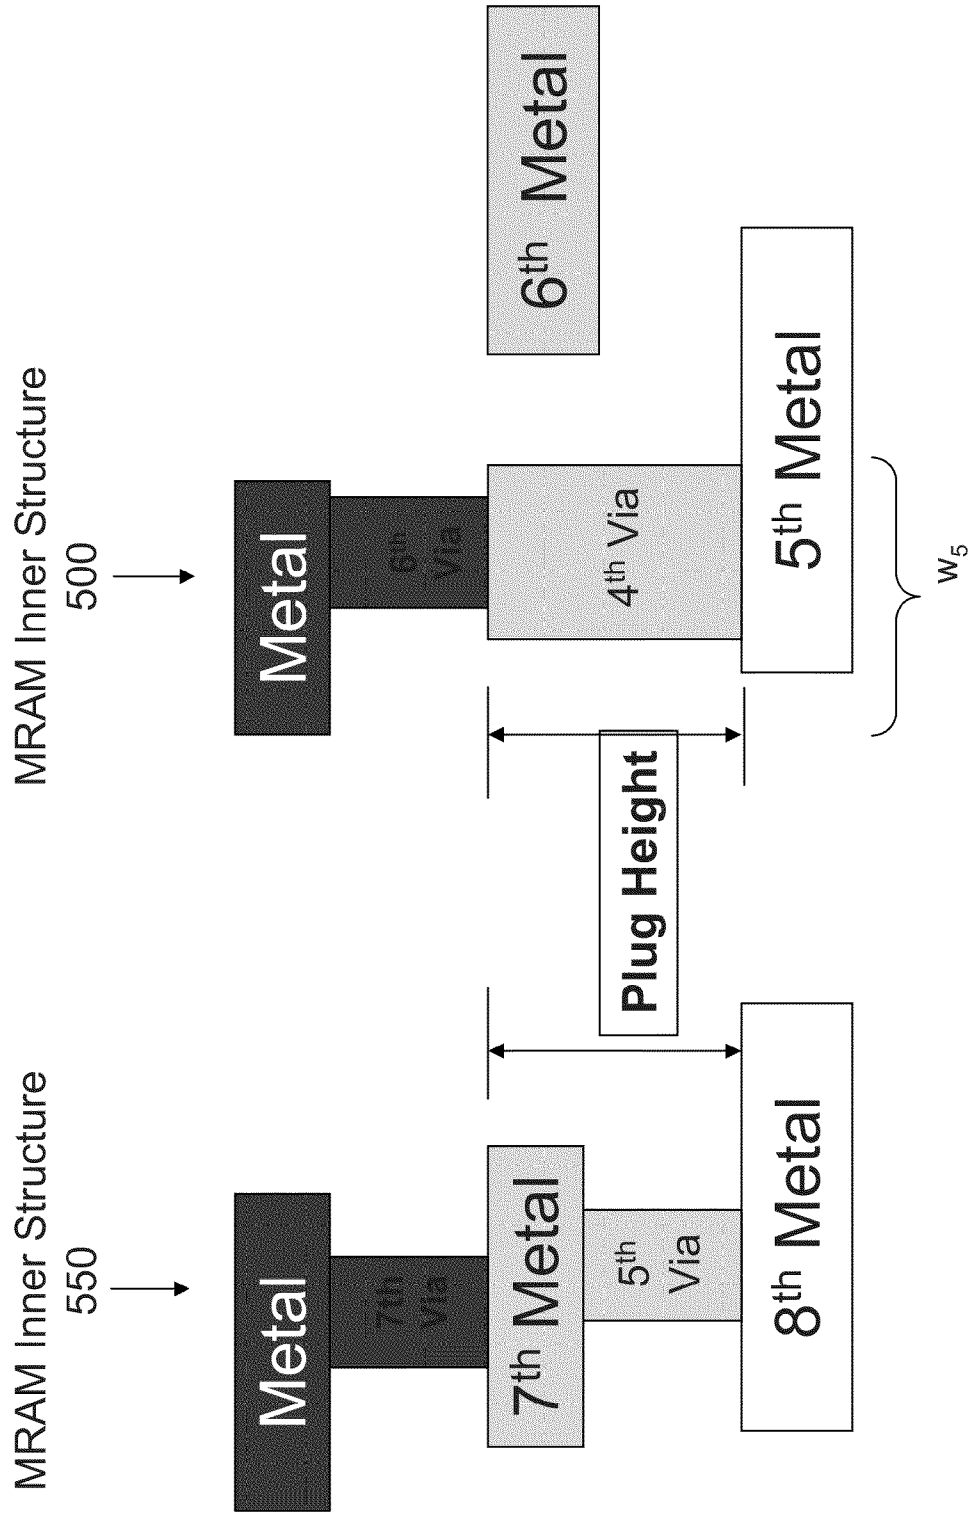 MRAM Inner Structure
550
Metal
7th
Via
7th Metal
5th
Via
8th Metal
Plug Height
MRAM Inner Structure
500
Metal
6th
Via
4th Via
5th Metal
6th Metal
w5